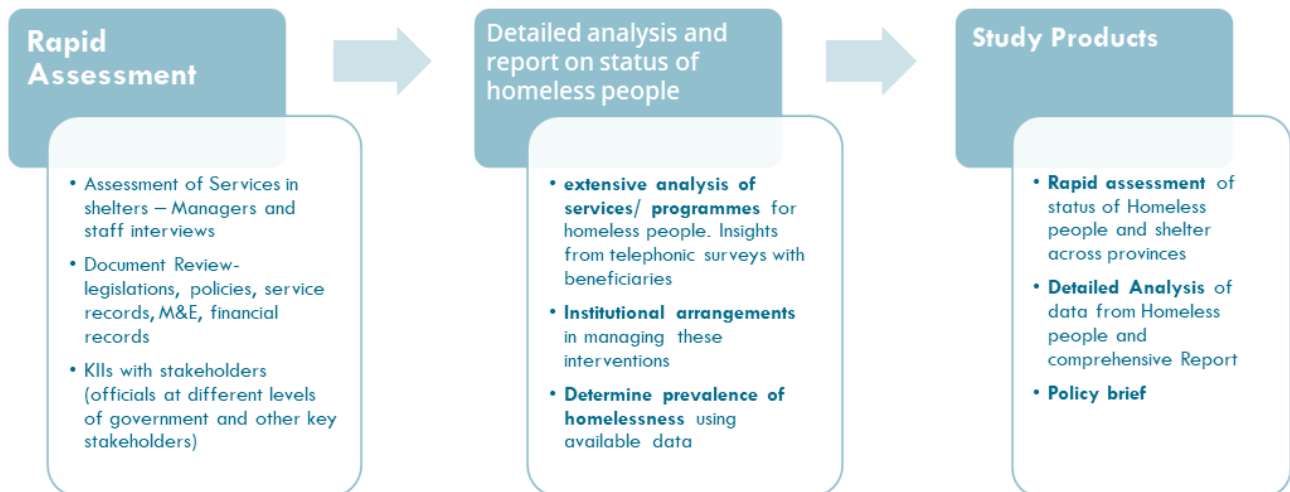 Rapid
Assessment
• Assessment of Services in
shelters – Managers and
staff interviews
• Document Review-
legislations, policies, service
records, M&E, financial
records
• KIIs with stakeholders
(officials at different levels
of government and other key
stakeholders)
Detailed analysis and
report on status of
homeless people
• extensive analysis of
services/ programmes for
homeless people. Insights
from telephonic surveys with
beneficiaries
• Institutional arrangements
in managing these
interventions
• Determine prevalence of
homelessness using
available data
Study Products
• Rapid assessment of
status of Homeless
people and shelter
across provinces
• Detailed Analysis of
data from Homeless
people and
comprehensive Report
• Policy brief